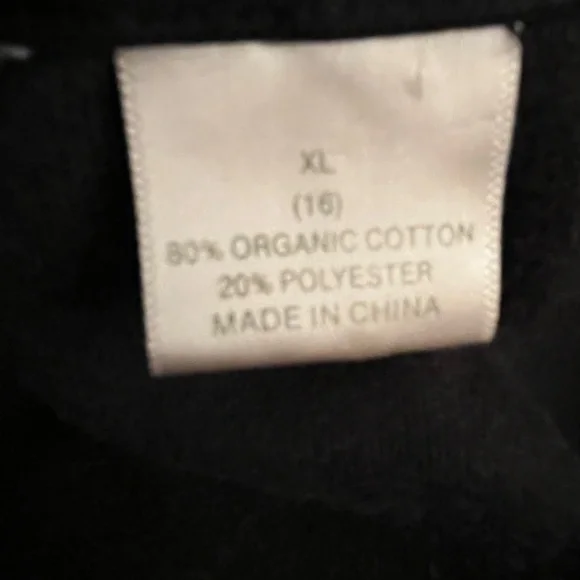 XL
(16)
80% ORGANIC COTTON
20% POLYESTER
MADE IN CHINA